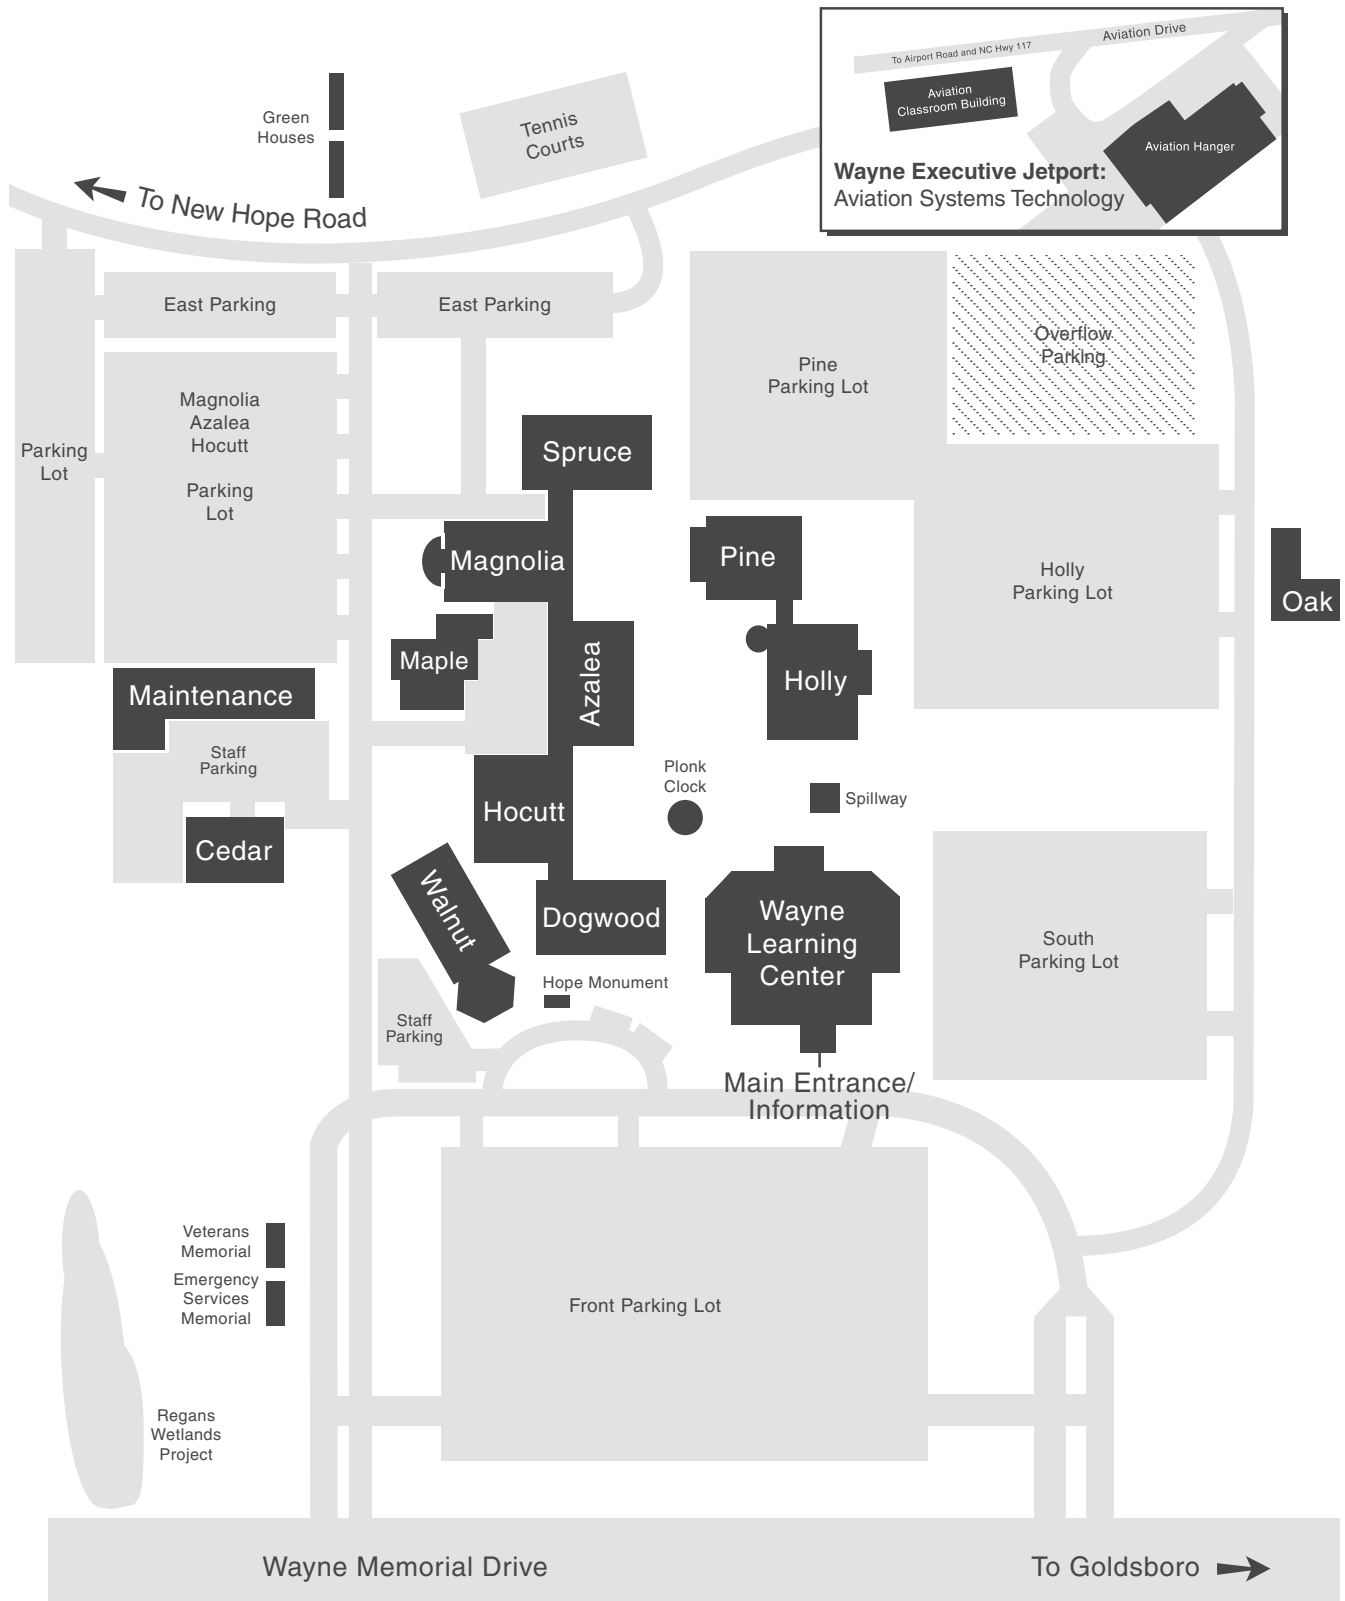 Aviation Drive
To Airport Road and NC Hwy 117
Aviation
Classroom Building
Aviation Hanger
Wayne Executive Jetport:
Aviation Systems Technology
Green
Houses
Tennis
Courts
To New Hope Road
East Parking
East Parking
Overflow
Parking
Pine
Parking Lot
Magnolia
Azalea
Hocutt
Parking
Lot
Parking
Lot
Spruce
Magnolia
Pine
Holly
Parking Lot
Oak
Maple
Azalea
Holly
Maintenance
Staff
Parking
Plonk
Clock
Spillway
Hocutt
Cedar
Walnut
Dogwood
Wayne
Learning
Center
South
Parking Lot
Hope Monument
Staff
Parking
Main Entrance/
Information
Veterans
Memorial
Emergency
Services
Memorial
Front Parking Lot
Regans
Wetlands
Project
Wayne Memorial Drive
To Goldsboro